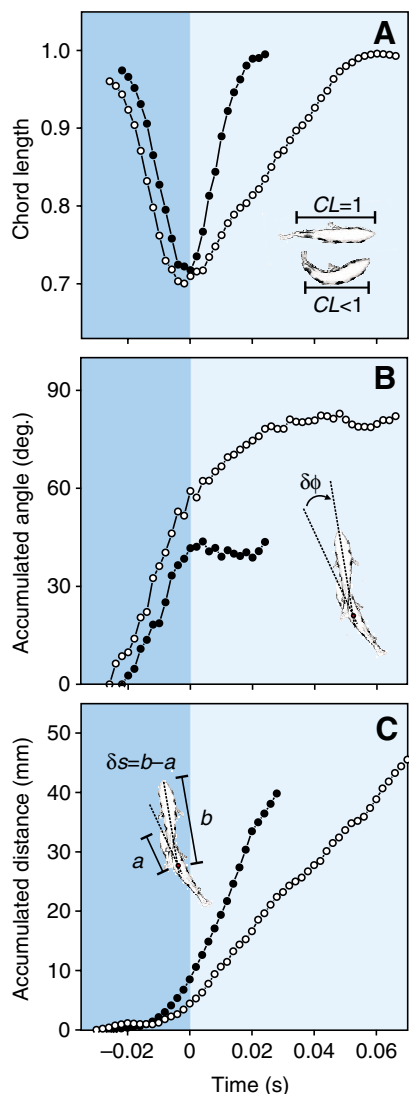 A
1.0
0.9
0.8
0.7
Chord length
CL=1
CL<1
B
90
60
30
0
Accumulated angle (deg.)
δϕ
C
50
40
30
20
10
0
Accumulated distance (mm)
δs=b–a
b
a
–0.02 0 0.02 0.04 0.06
Time (s)